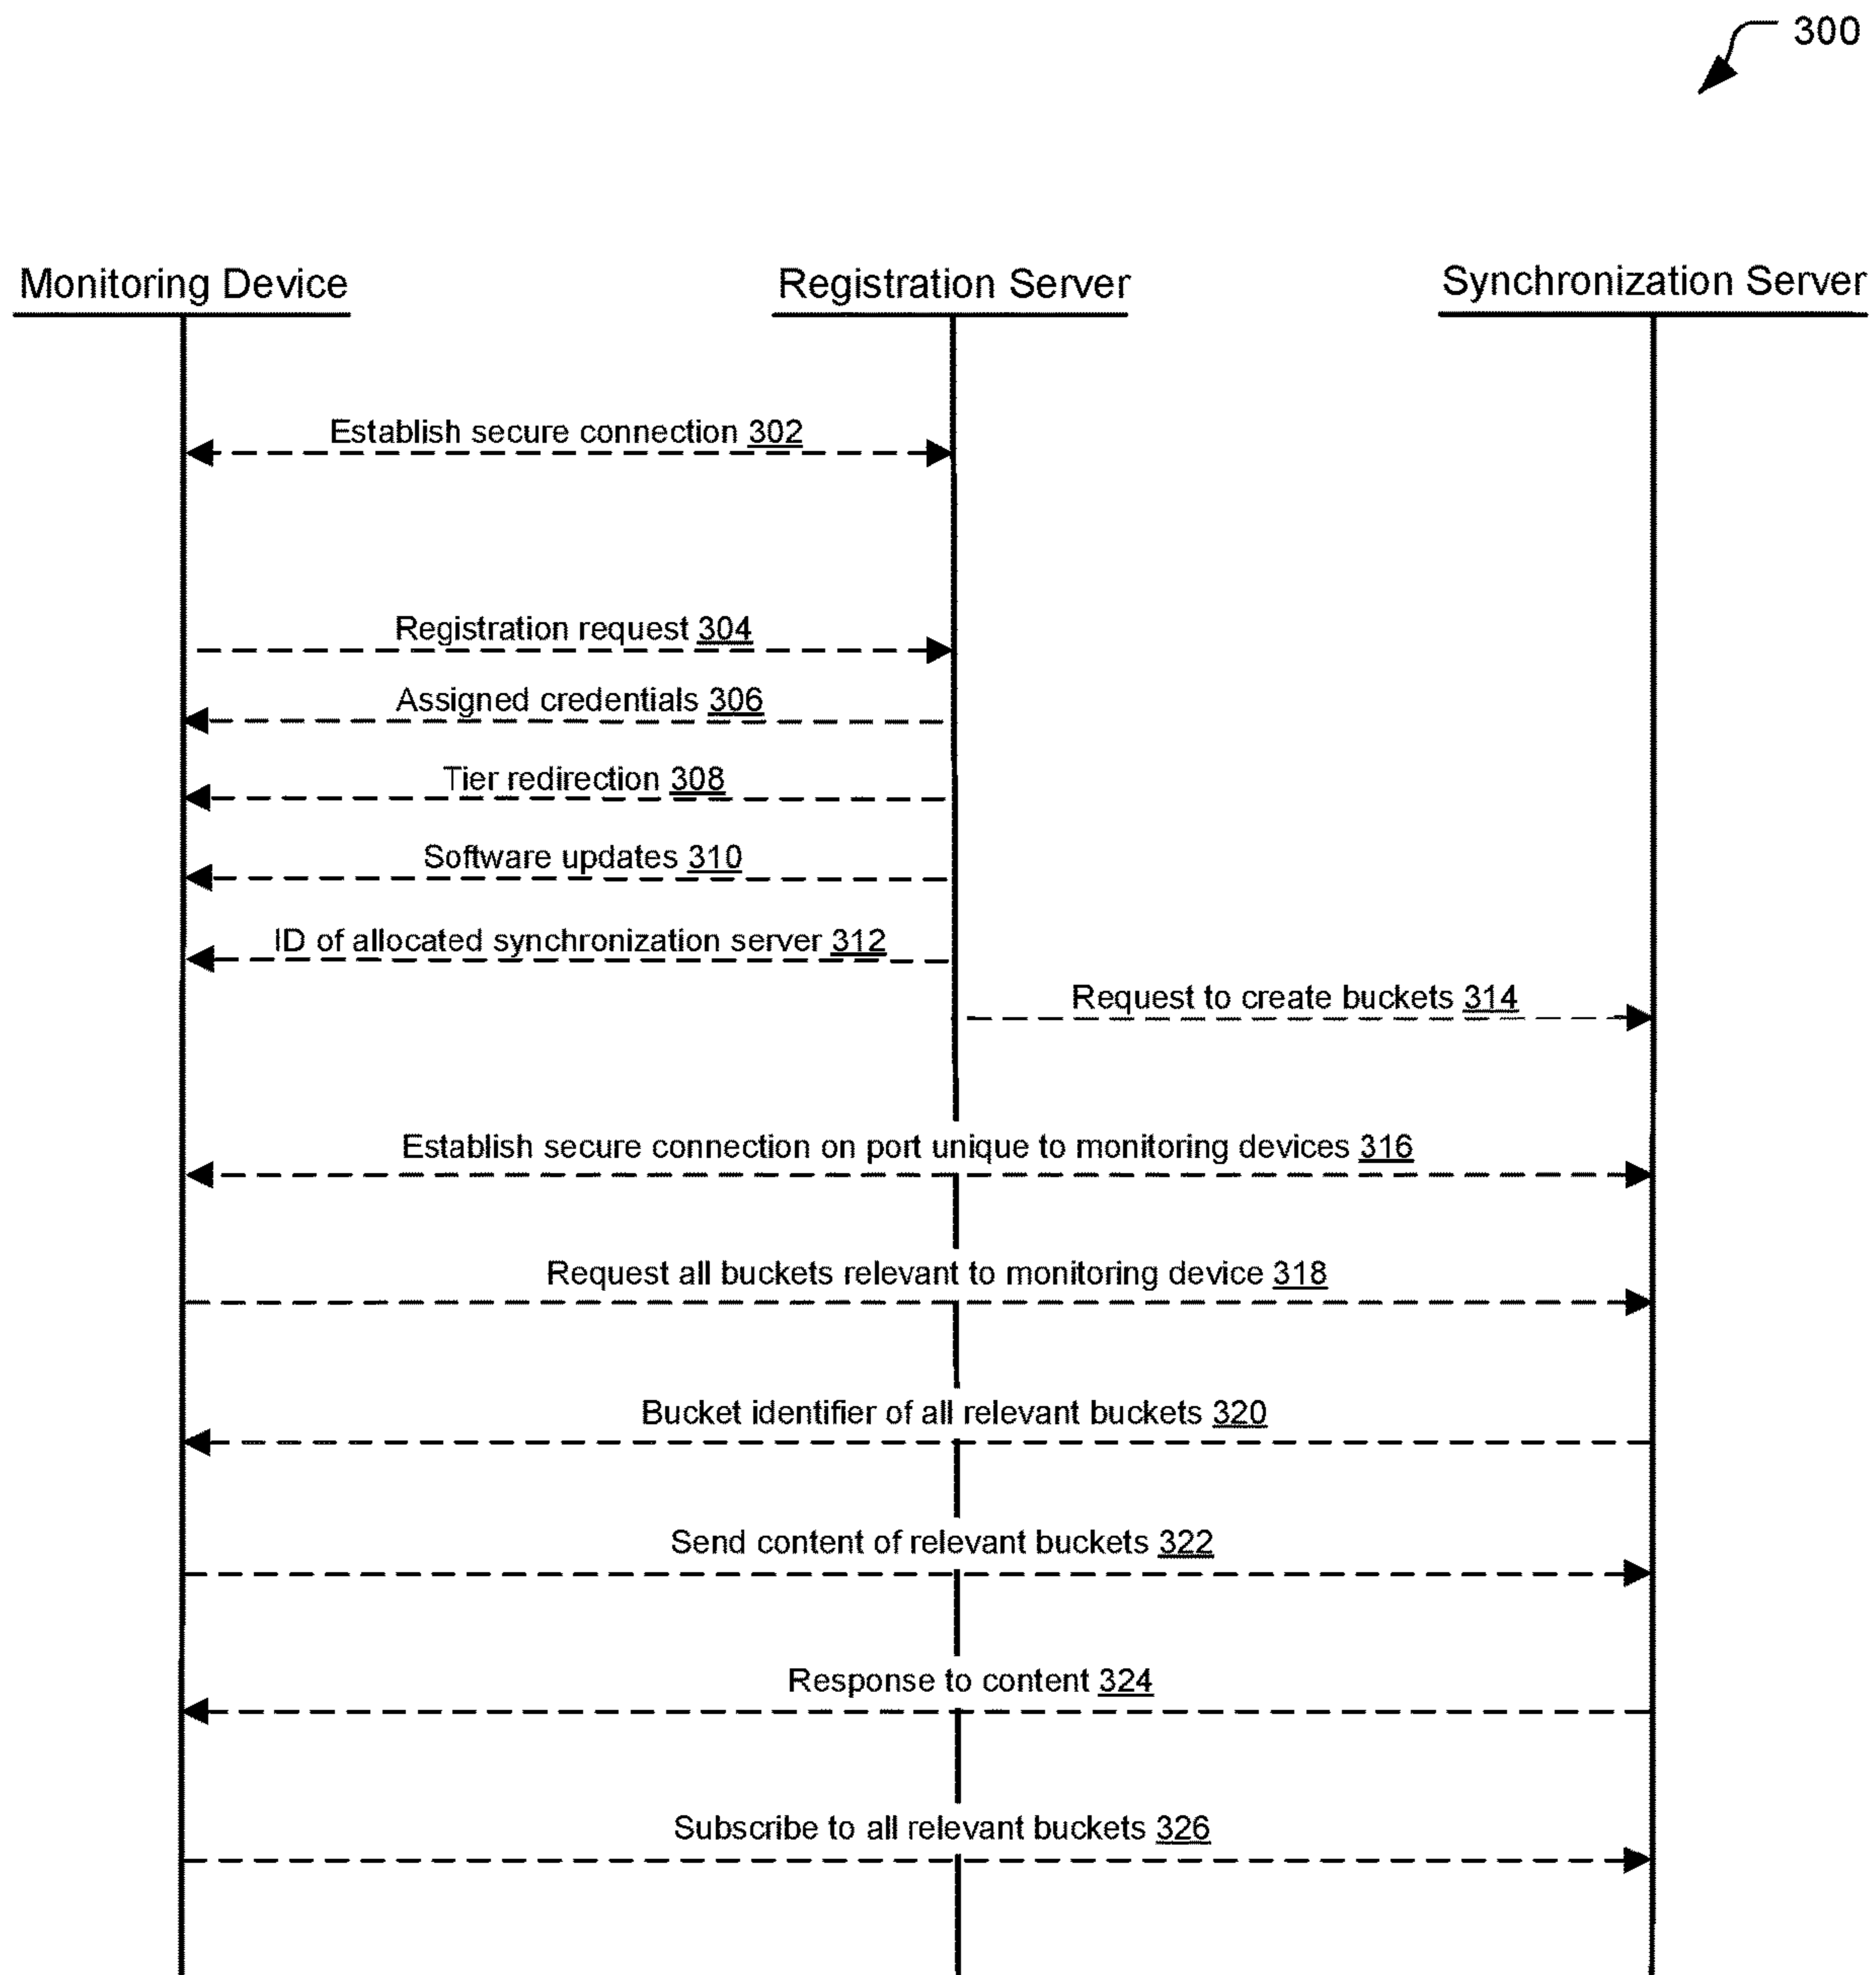 300
Monitoring Device
Registration Server
Synchronization Server
Establish secure connection 302
Registration request 304
Assigned credentials 306
Tier redirection 308
Software updates 310
ID of allocated synchronization server 312
Request to create buckets 314
Establish secure connection on port unique to monitoring devices 316
Request all buckets relevant to monitoring device 318
Bucket identifier of all relevant buckets 320
Send content of relevant buckets 322
Response to content 324
Subscribe to all relevant buckets 326